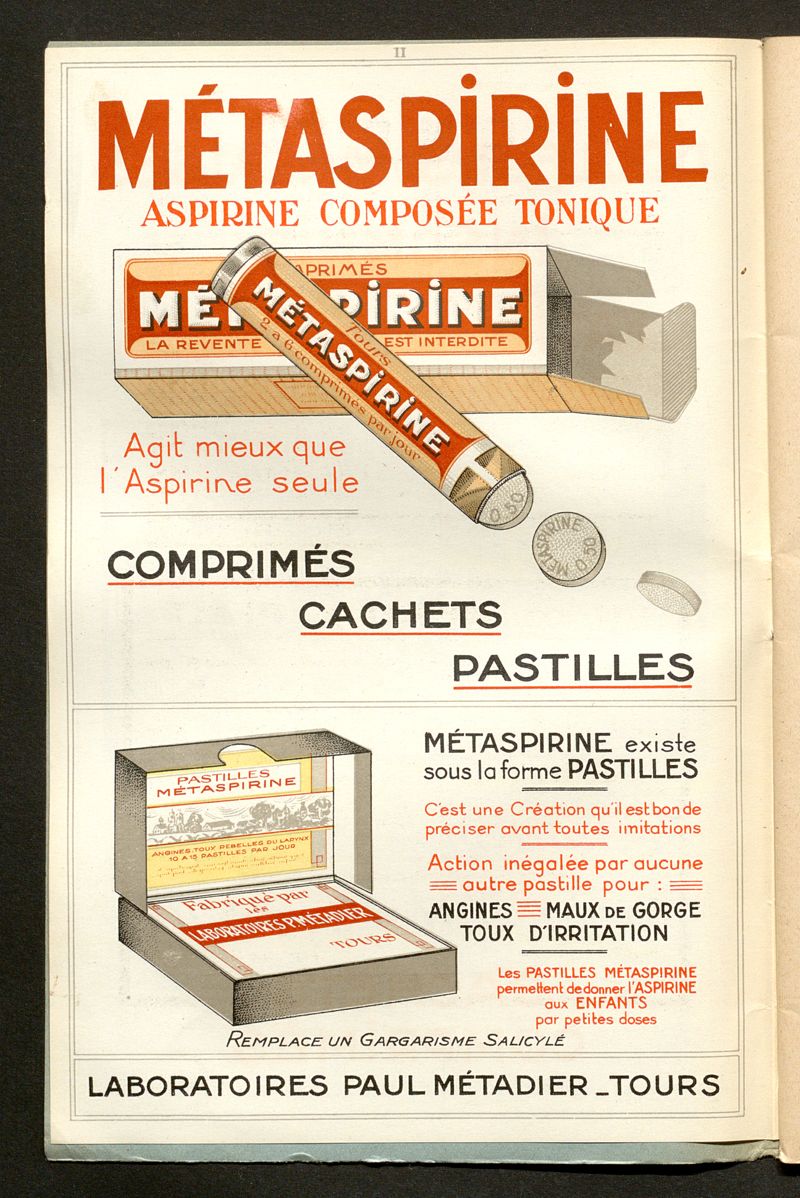 II
MÉTASPIRINE
ASPIRINE COMPOSÉE TONIQUE
PRIMÉS
MÉT PIRINE
LA REVENTE EST INTERDITE
Tours
MÉTASPIRINE
2 a 6 comprimés par jour
0,50
MÉTASPIRINE 0,50
Agit mieux que
l'Aspirine seule
COMPRIMÉS
CACHETS
PASTILLES
PASTILLES
MÉTASPIRINE
ANGINES.TOUX REBELLES DU LARYNX
10 A 15 PASTILLES PAR JOUR
Fabriqué par
les
LABORATOIRES P.MÉTADIER
TOURS
MÉTASPIRINE existe
sous la forme PASTILLES
C'est une Création qu'il est bon de
préciser avant toutes imitations
Action inégalée par aucune
autre pastille pour :
ANGINES MAUX DE GORGE
TOUX D'IRRITATION
Les PASTILLES MÉTASPIRINE
permettent de donner l'ASPIRINE
aux ENFANTS
par petites doses
REMPLACE UN GARGARISME SALICYLÉ
LABORATOIRES PAUL MÉTADIER_TOURS